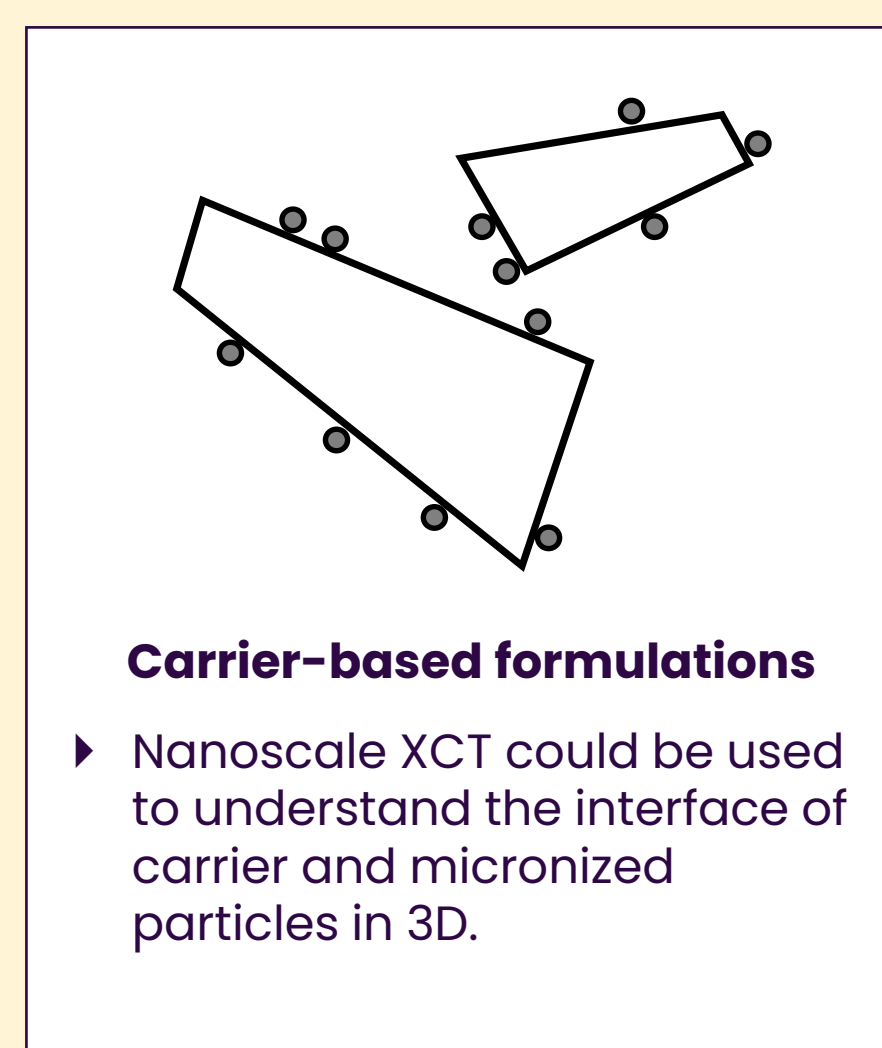 Carrier-based formulations
Nanoscale XCT could be used
to understand the interface of
carrier and micronized
particles in 3D.